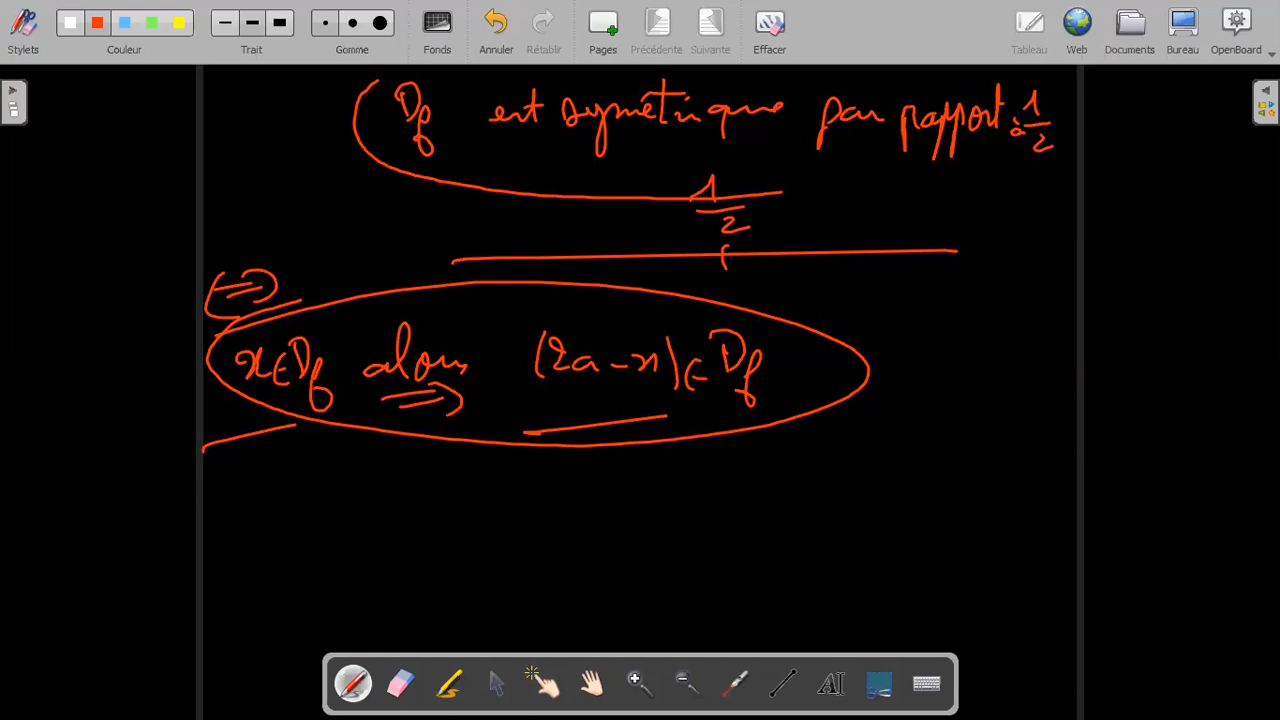 Stylets Couleur Trait Gomme Fonds Annuler Rétablir Pages Précédente Suivante Effacer Tableau Web Documents Bureau OpenBoard
Df est symétrique par rapport à 1/2
1/2
(⇒)
x∈Df alors (2a-x)∈Df
⇒
AI